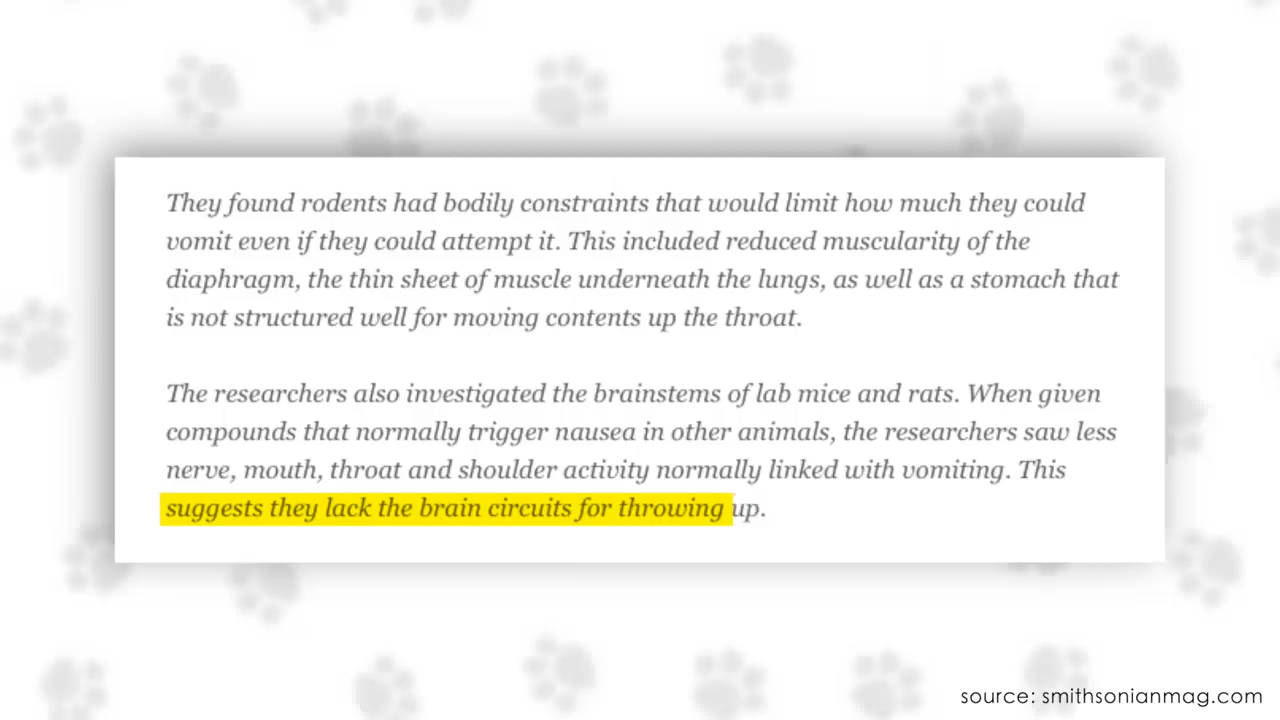 They found rodents had bodily constraints that would limit how much they could
vomit even if they could attempt it. This included reduced muscularity of the
diaphragm, the thin sheet of muscle underneath the lungs, as well as a stomach that
is not structured well for moving contents up the throat.
The researchers also investigated the brainstems of lab mice and rats. When given
compounds that normally trigger nausea in other animals, the researchers saw less
nerve, mouth, throat and shoulder activity normally linked with vomiting. This
suggests they lack the brain circuits for throwing up.
source: smithsonianmag.com